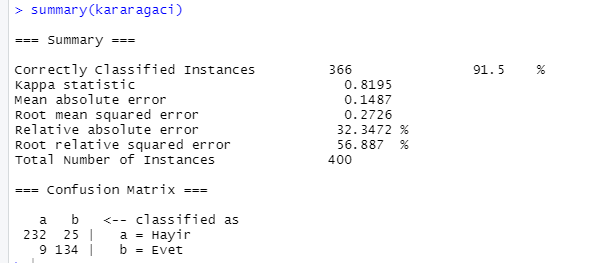 > summary(kararagaci)
=== Summary ===
Correctly Classified Instances 366 91.5 %
Kappa statistic 0.8195
Mean absolute error 0.1487
Root mean squared error 0.2726
Relative absolute error 32.3472 %
Root relative squared error 56.887 %
Total Number of Instances 400
=== Confusion Matrix ===
a b <-- classified as
232 25 | a = Hayir
9 134 | b = Evet
>